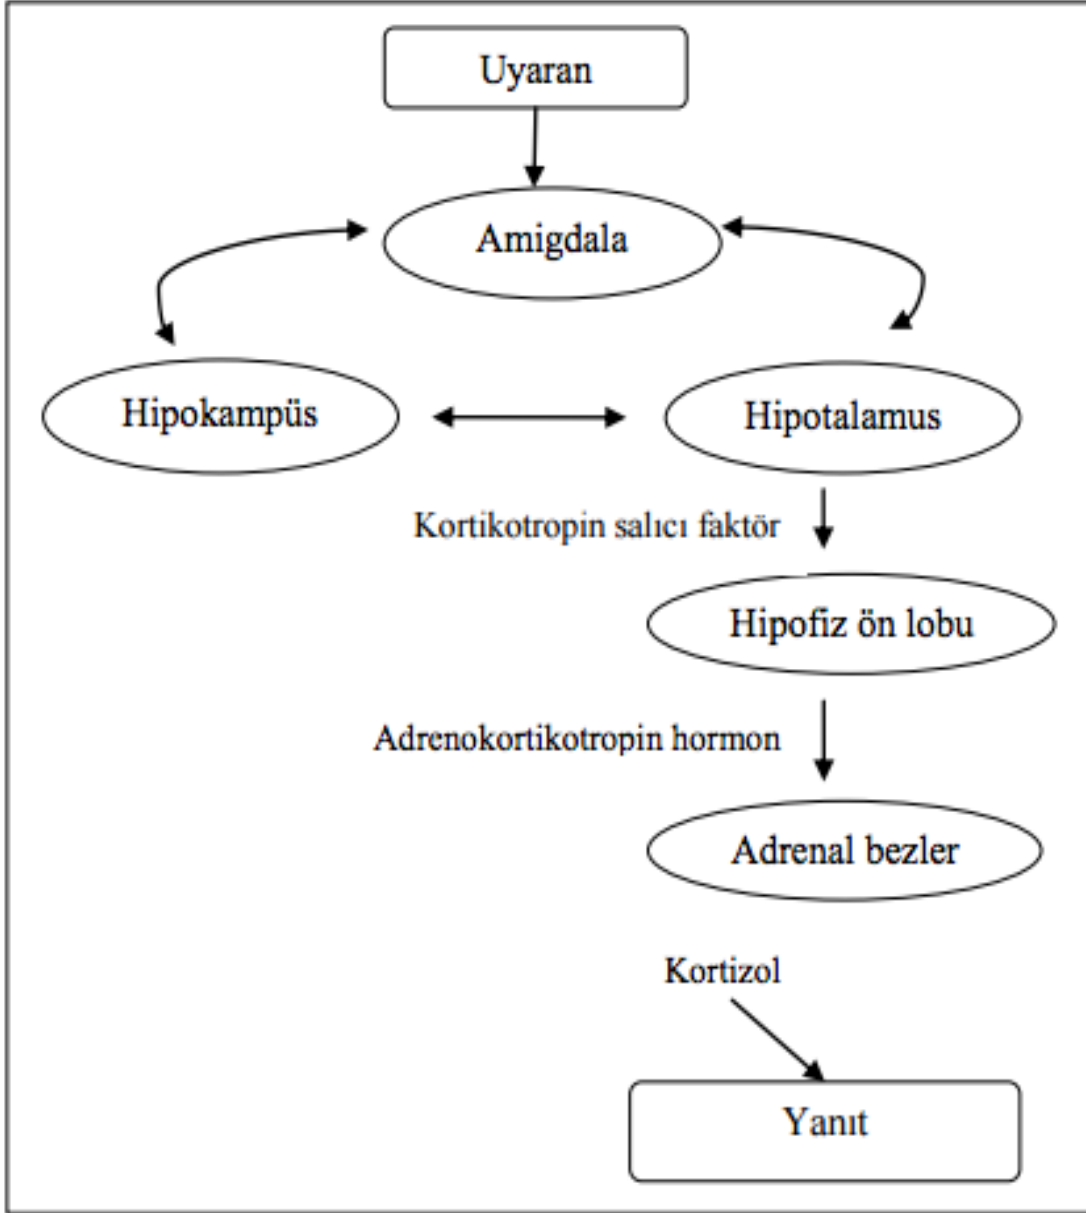 Uyaran
Amigdala
Hipokampüs
Hipotalamus
Kortikotropin salıcı faktör
Hipofiz ön lobu
Adrenokortikotropin hormon
Adrenal bezler
Kortizol
Yanıt